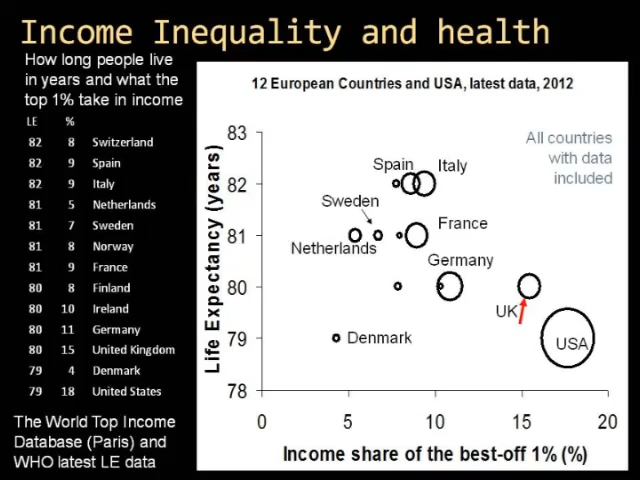 Income Inequality and health
How long people live
in years and what the
top 1% take in income
LE %
82 8 Switzerland
82 9 Spain
82 9 Italy
81 5 Netherlands
81 7 Sweden
81 8 Norway
81 9 France
80 8 Finland
80 10 Ireland
80 11 Germany
80 15 United Kingdom
79 4 Denmark
79 18 United States
The World Top Income
Database (Paris) and
WHO latest LE data
12 European Countries and USA, latest data, 2012
All countries
with data
included
Life Expectancy (years)
83
82
81
80
79
78
Spain
Italy
Sweden
France
Netherlands
Germany
UK
Denmark
USA
0 5 10 15 20
Income share of the best-off 1% (%)